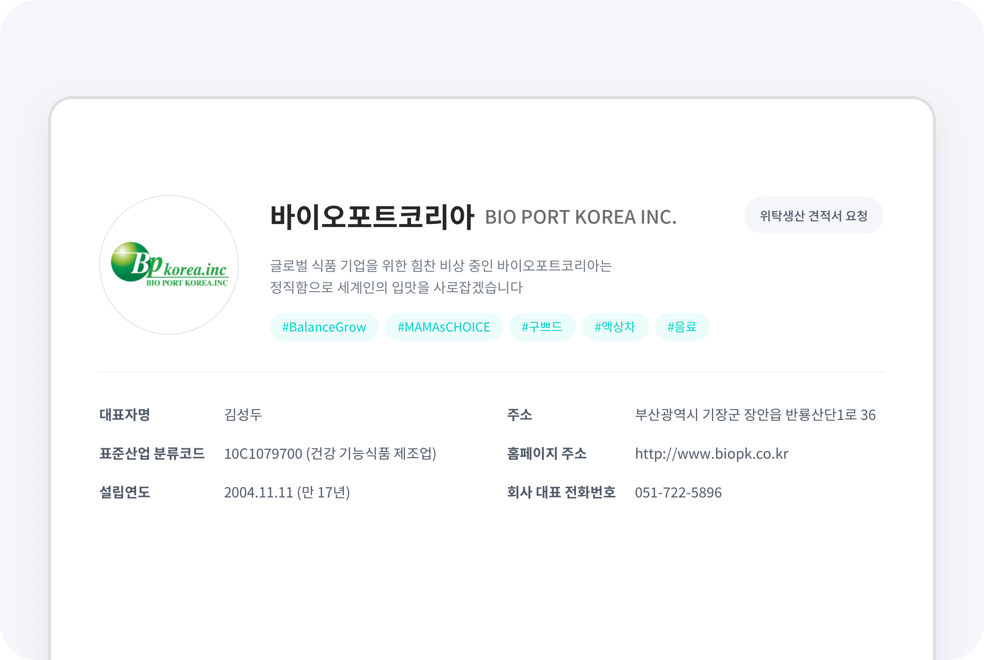 바이오포트코리아 BIO PORT KOREA INC.
위탁생산 견적서 요청
Bp korea.inc
BIO PORT KOREA.INC
글로벌 식품 기업을 위한 힘찬 비상 중인 바이오포트코리아는
정직함으로 세계인의 입맛을 사로잡겠습니다
#BalanceGrow #MAMAsCHOICE #구쁘드 #액상차 #음료
대표자명 김성두
주소 부산광역시 기장군 장안읍 반룡산단1로 36
표준산업 분류코드 10C1079700 (건강 기능식품 제조업)
홈페이지 주소 http://www.biopk.co.kr
설립연도 2004.11.11 (만 17년)
회사 대표 전화번호 051-722-5896